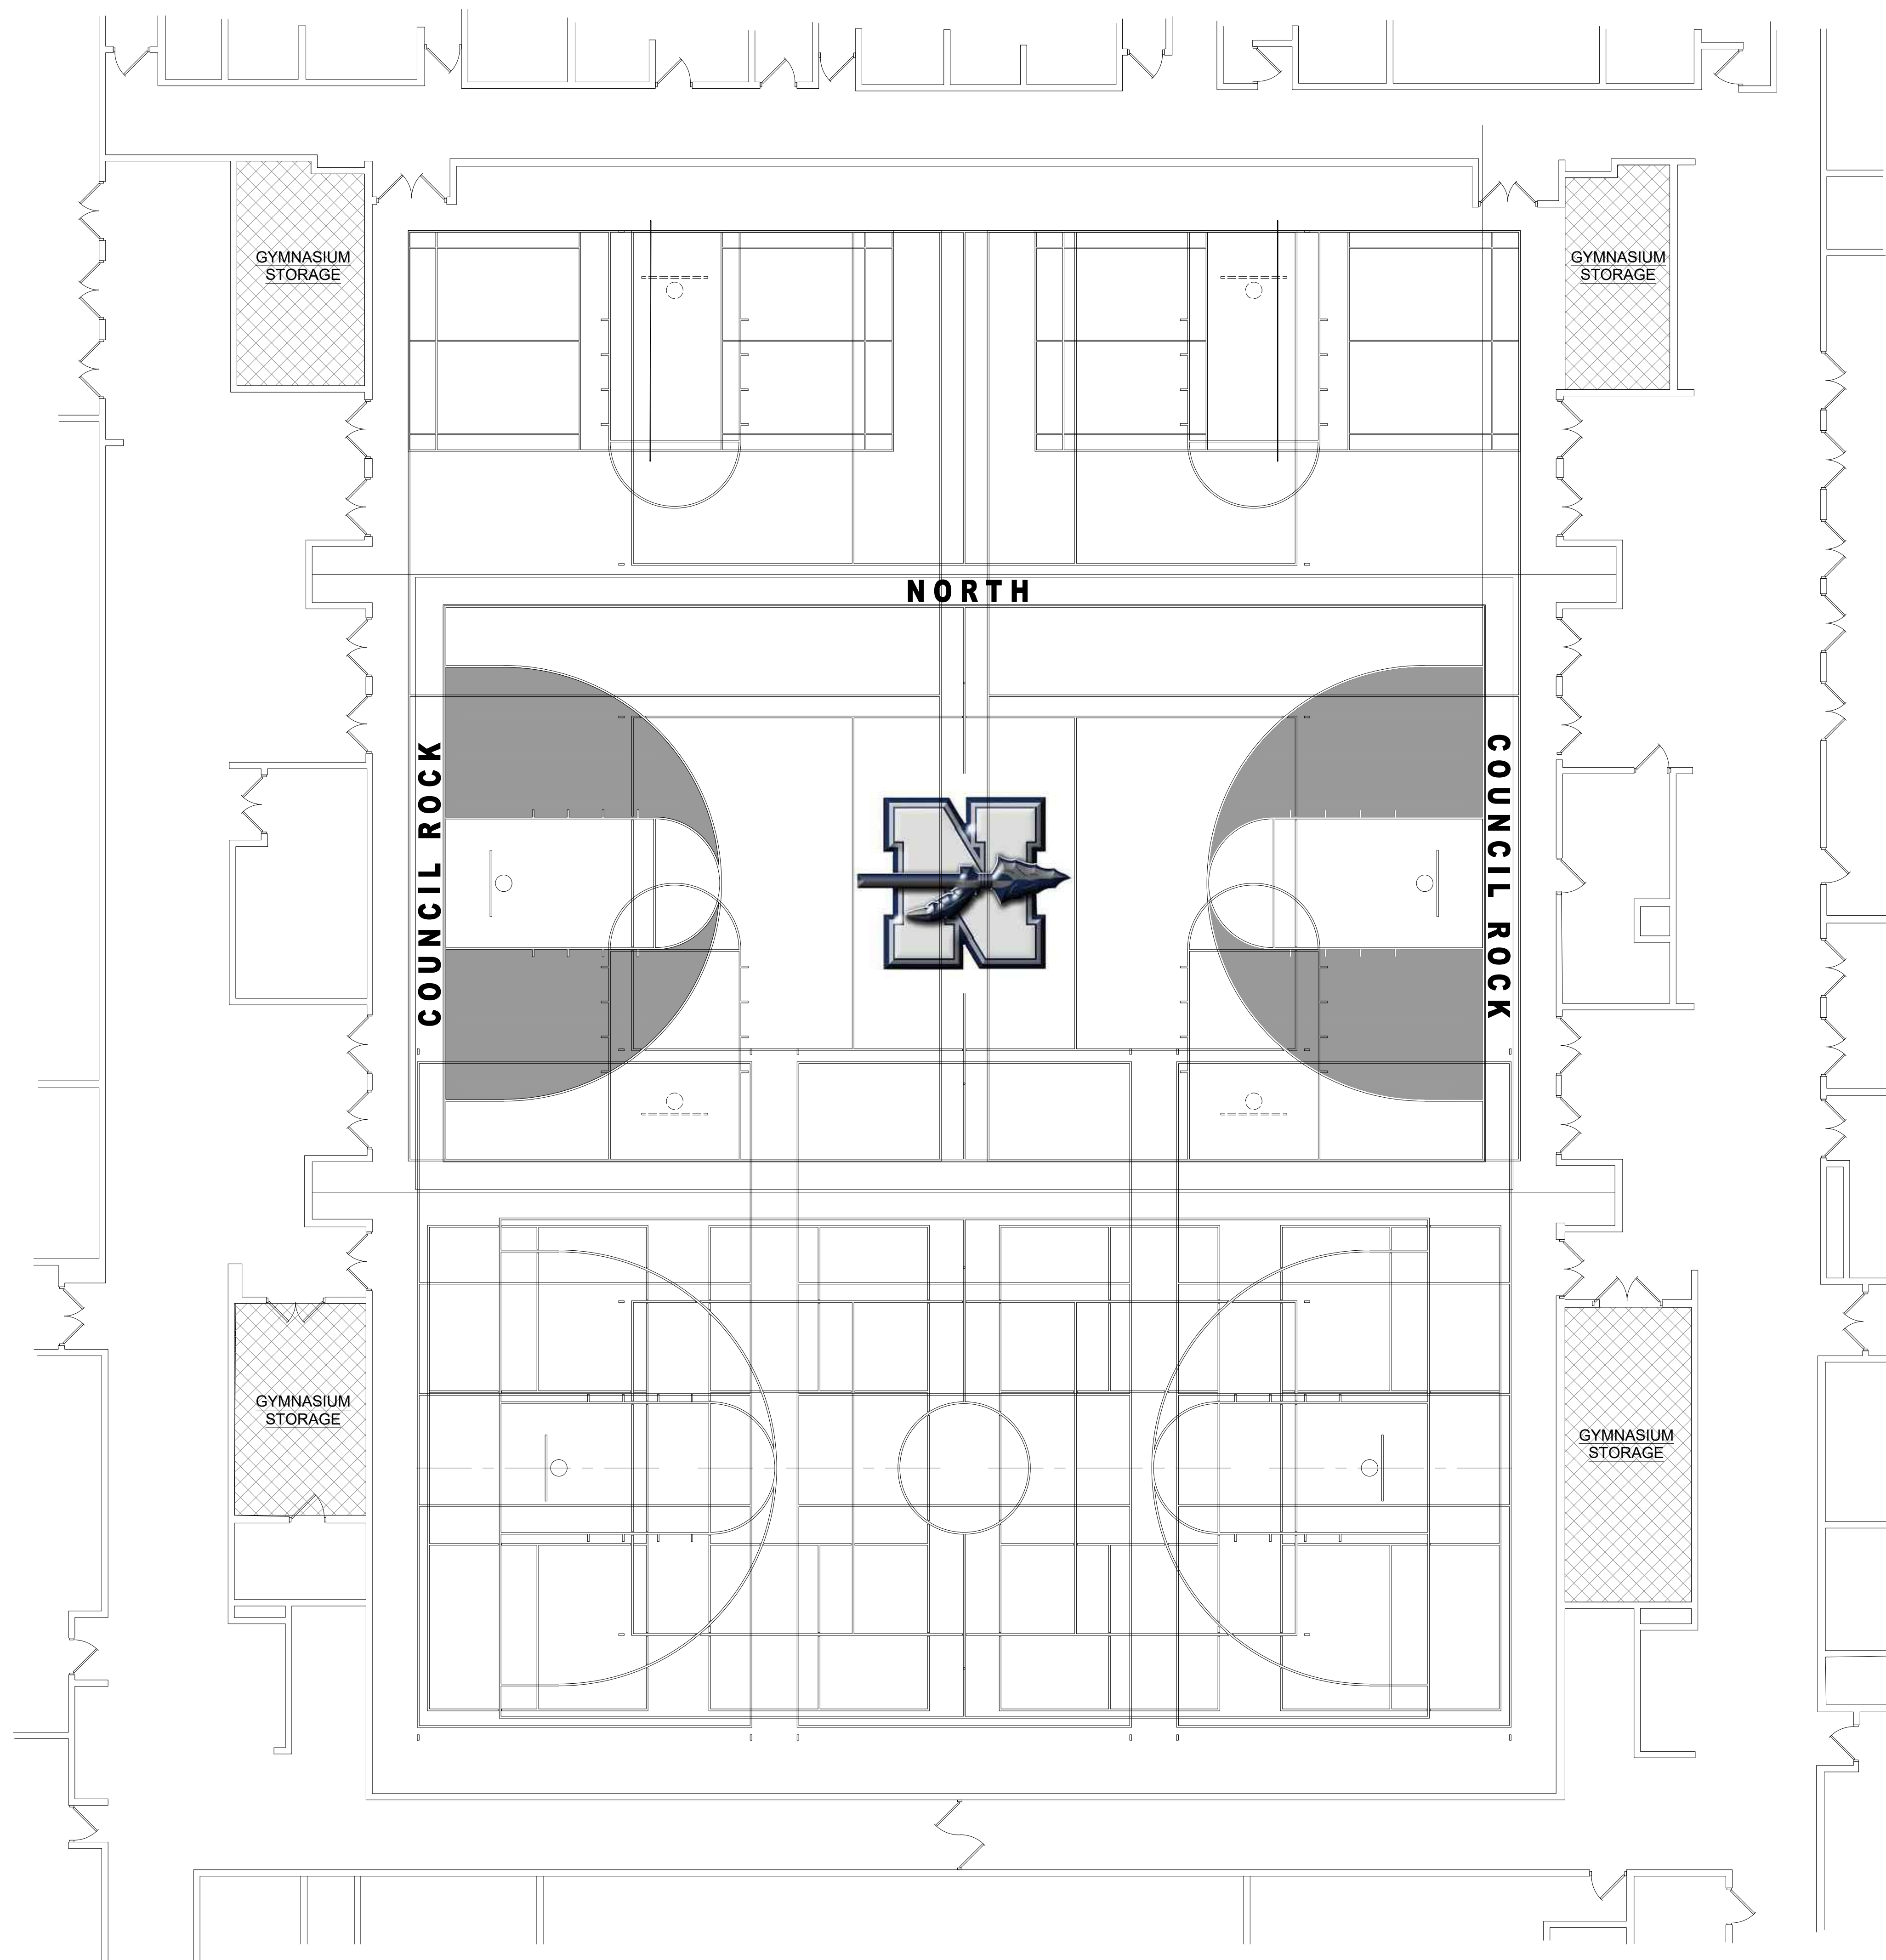 GYMNASIUM
STORAGE
GYMNASIUM
STORAGE
NORTH
COUNCIL ROCK
N
COUNCIL ROCK
GYMNASIUM
STORAGE
GYMNASIUM
STORAGE